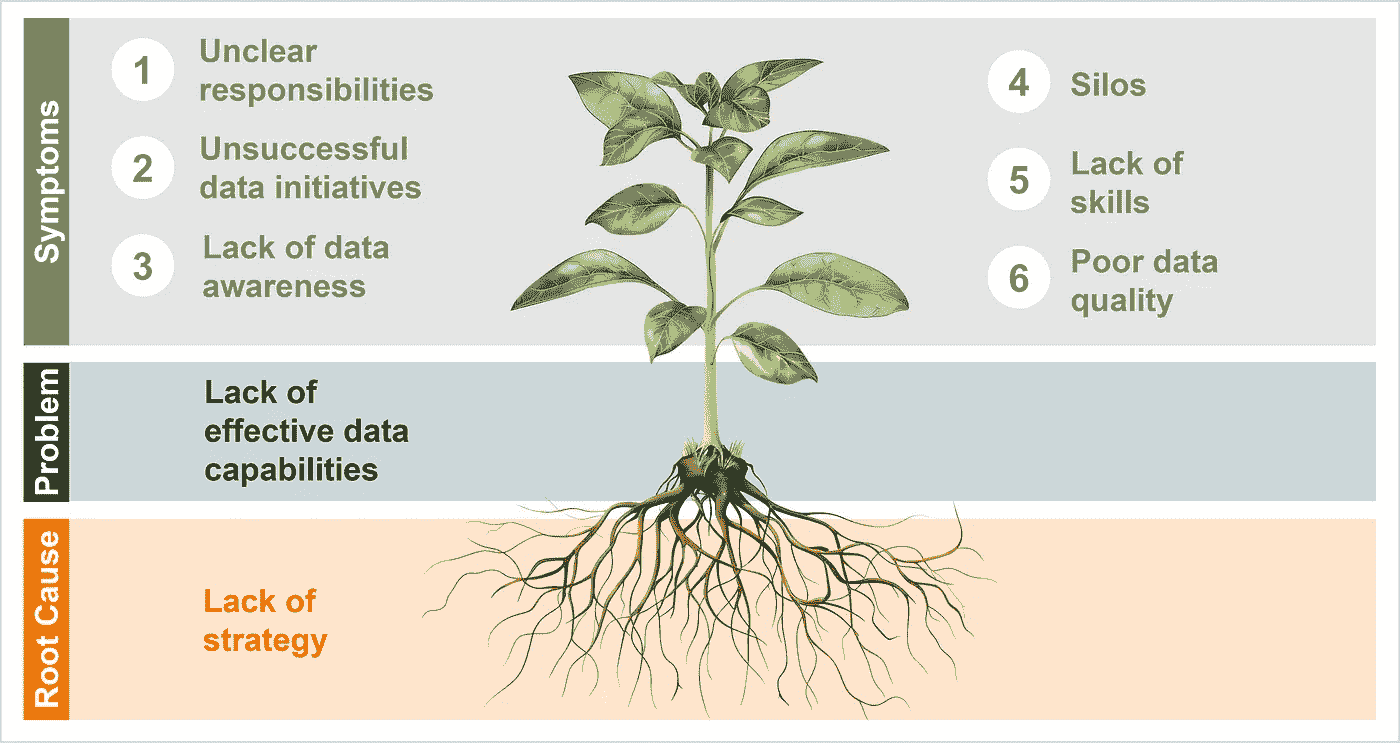 Symptoms
1
Unclear
responsibilities
2
Unsuccessful
data initiatives
3
Lack of data
awareness
4
Silos
5
Lack of
skills
6
Poor data
quality
Problem
Lack of
effective data
capabilities
Root Cause
Lack of
strategy